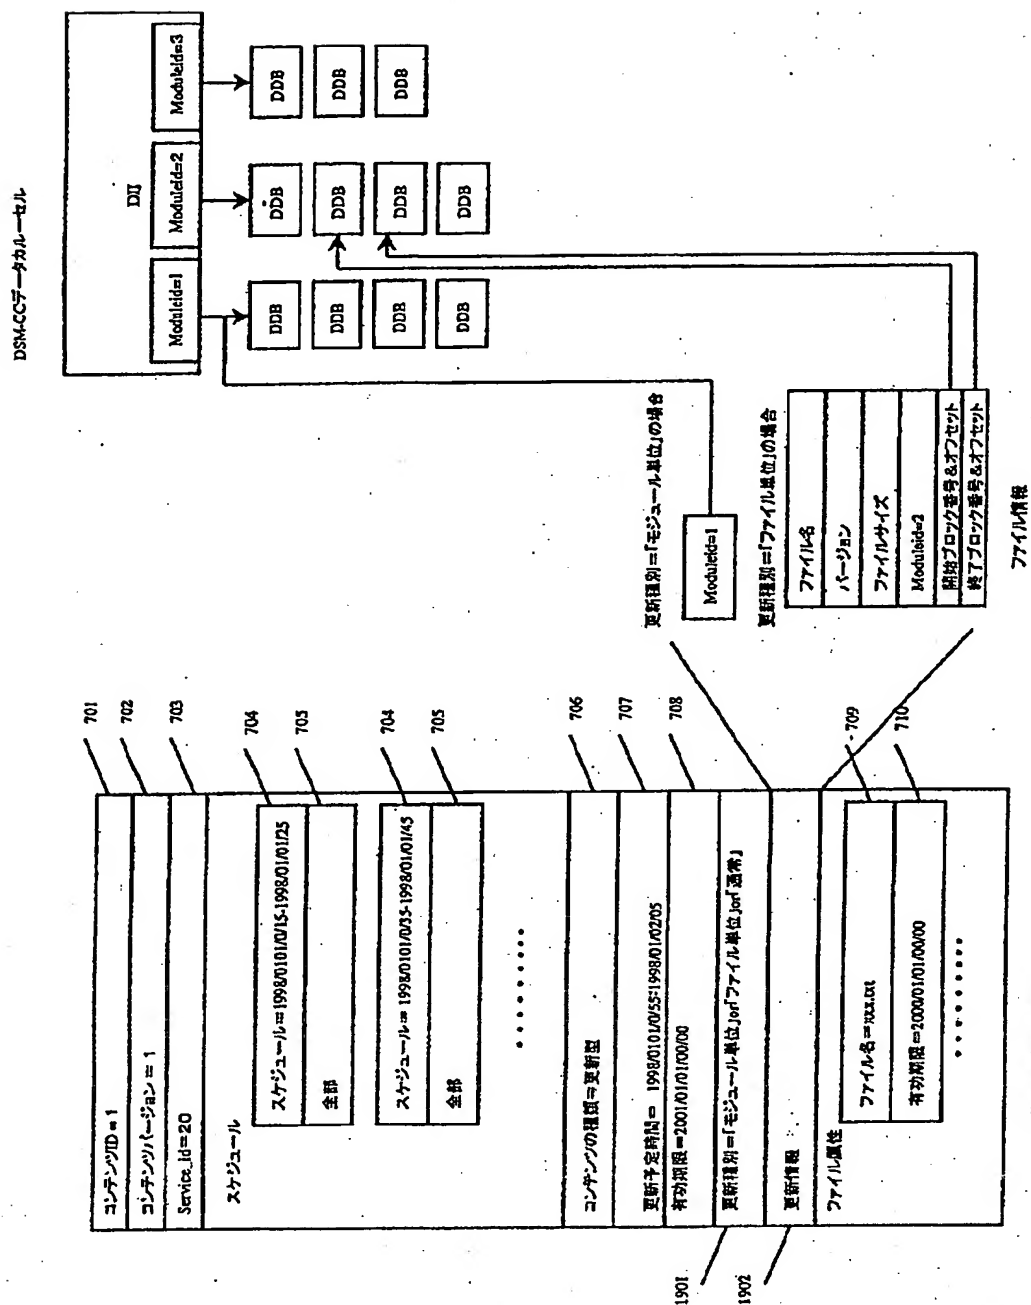 DSM-CCデータカルーセル
DII
ModuleId=1
ModuleId=2
ModuleId=3
DDB
DDB
DDB
DDB
DDB
DDB
DDB
DDB
DDB
DDB
DDB
701
702
703
704
705
704
705
706
707
708
709
710
1901
1902
コンテンツID = 1
コンテンツバージョン = 1
Service_Id=20
スケジュール
スケジュール=1998/0101/0/15-1998/01/01/25
全部
スケジュール= 1998/0101/0/35-1998/01/01/45
全部
・・・・・・・・・
コンテンツの種類=更新型
更新予定時間= 1998/0101/0/55-1998/01/02/05
有効期限=2001/01/01/00/00
更新種別=「モジュール単位」or「ファイル単位」or「通常」
更新情報
ファイル属性
ファイル名=xxx.txt
有効期限=2000/01/01/00/00
・・・・・・・・・
更新種別=「モジュール単位」の場合
ModuleId=1
更新種別=「ファイル単位」の場合
ファイル名
バージョン
ファイルサイズ
ModuleId=2
開始ブロック番号&オフセット
終了ブロック番号&オフセット
ファイル情報